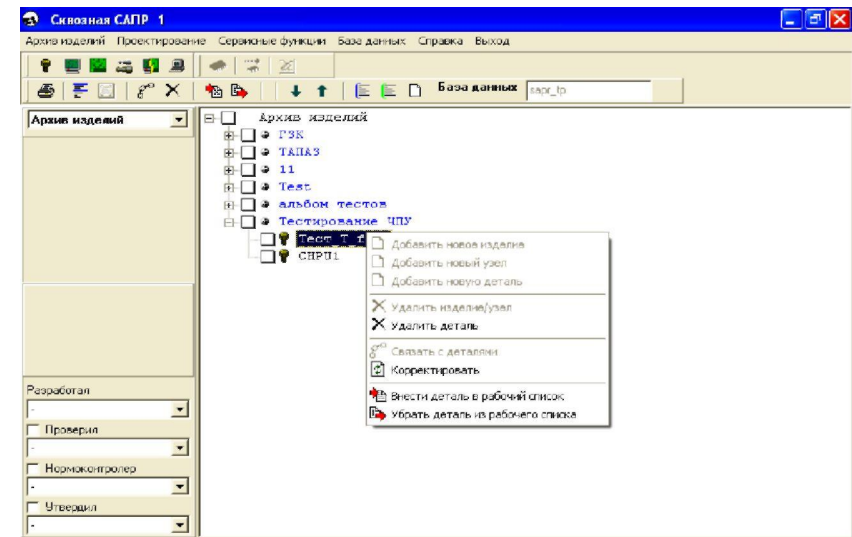 Сквозная САПР 1
Архив изделий Проектирование Сервисные функции База данных Справка Выход
База данных sapr_tp
Архив изделий
Архив изделий
ГЗК
ТАПАЗ
11
Test
альбом тестов
Тестирование ЧПУ
Тест T f
CHPU1
Добавить новое изделие
Добавить новый узел
Добавить новую деталь
Удалить изделие/узел
Удалить деталь
Связать с деталями
Корректировать
Внести деталь в рабочий список
Убрать деталь из рабочего списка
Разработал
-
Проверил
-
Нормоконтролер
-
Утвердил
-